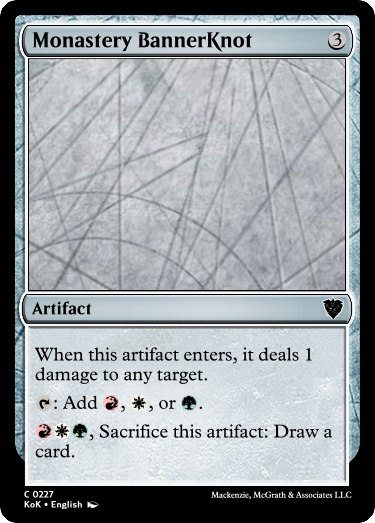 Monastery BannerKnot 3
Artifact
When this artifact enters, it deals 1
damage to any target.
: Add , , or .
, Sacrifice this artifact: Draw a
card.
C 0227
KoK • English
Mackenzie, McGrath & Associates LLC